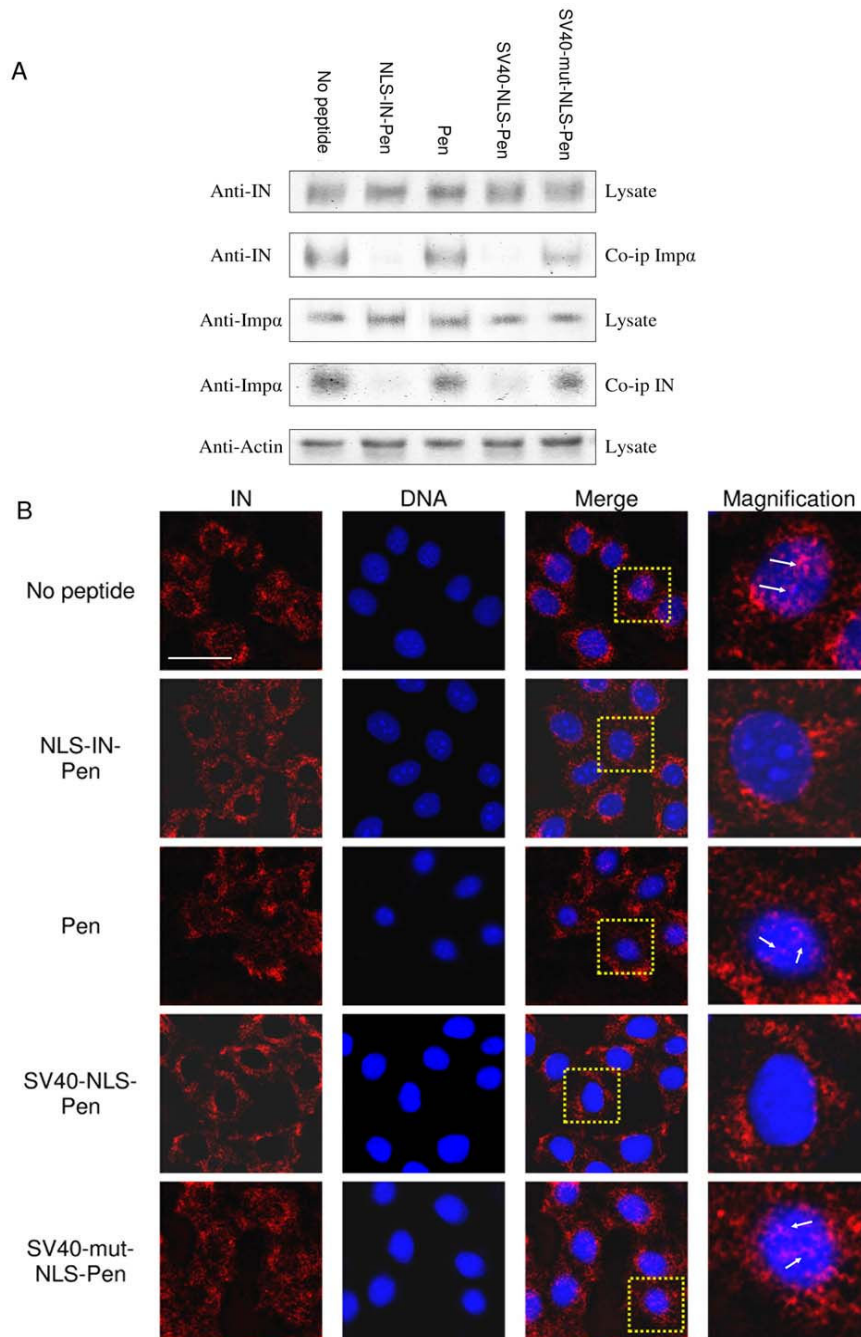 A
No peptide
NLS-IN-Pen
Pen
SV40-NLS-Pen
SV40-mut-NLS-Pen
Anti-IN Lysate
Anti-IN Co-ip Impα
Anti-Impα Lysate
Anti-Impα Co-ip IN
Anti-Actin Lysate
B
IN DNA Merge Magnification
No peptide
NLS-IN-
Pen
Pen
SV40-NLS-
Pen
SV40-mut-
NLS-Pen